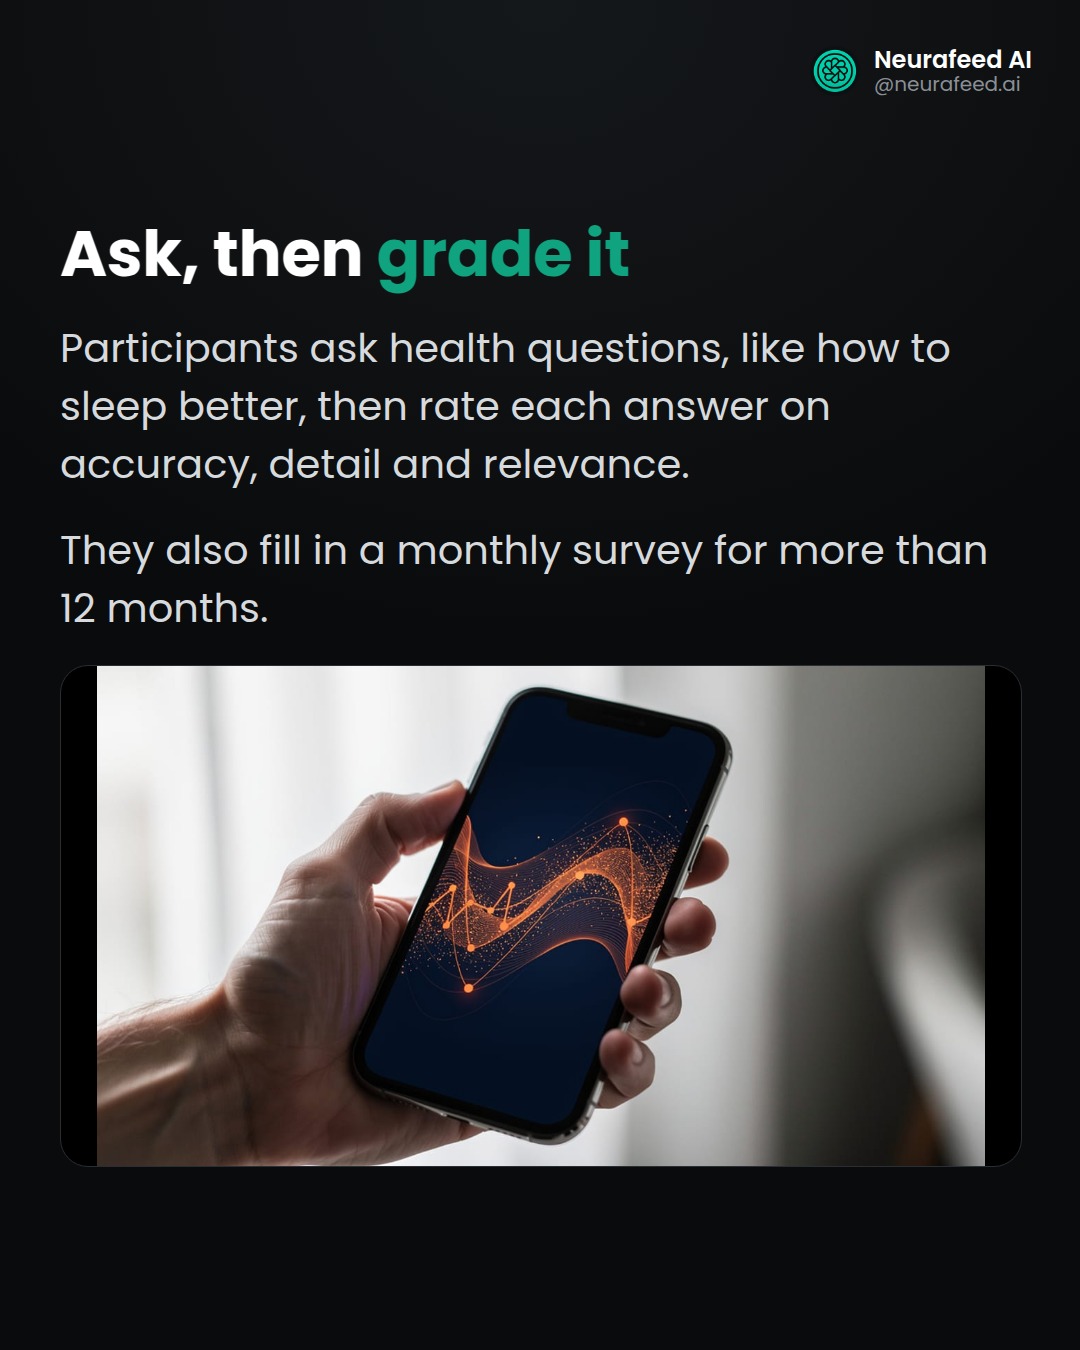 Neurafeed AI
@neurafeed.ai
Ask, then grade it
Participants ask health questions, like how to
sleep better, then rate each answer on
accuracy, detail and relevance.
They also fill in a monthly survey for more than
12 months.